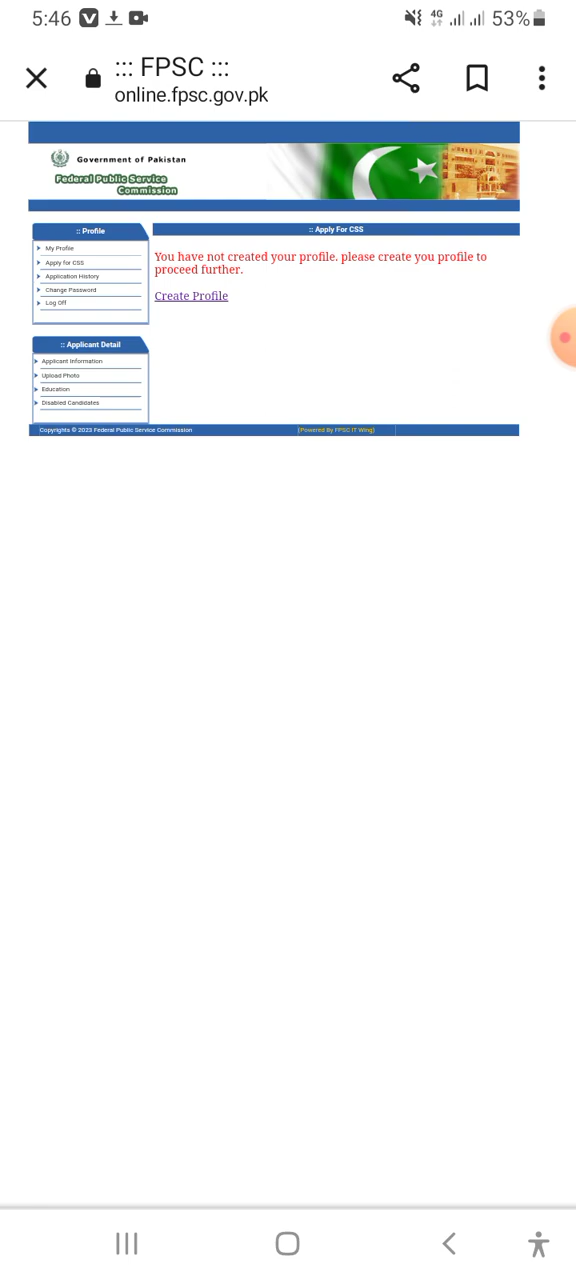 5:46
4G
53%
::: FPSC :::
online.fpsc.gov.pk
Government of Pakistan
Federal Public Service
Commission
:: Profile
My Profile
Apply for CSS
Application History
Change Password
Log Off
:: Apply For CSS
You have not created your profile, please create you profile to
proceed further.
Create Profile
:: Applicant Detail
Applicant Information
Upload Photo
Education
Disabled Candidates
Copyrights © 2023 Federal Public Service Commission
[Powered By FPSC IT Wing]